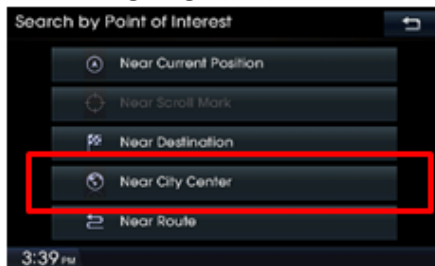 Search by Point of Interest
Near Current Position
Near Scroll Mark
Near Destination
Near City Center
Near Route
3:39 PM